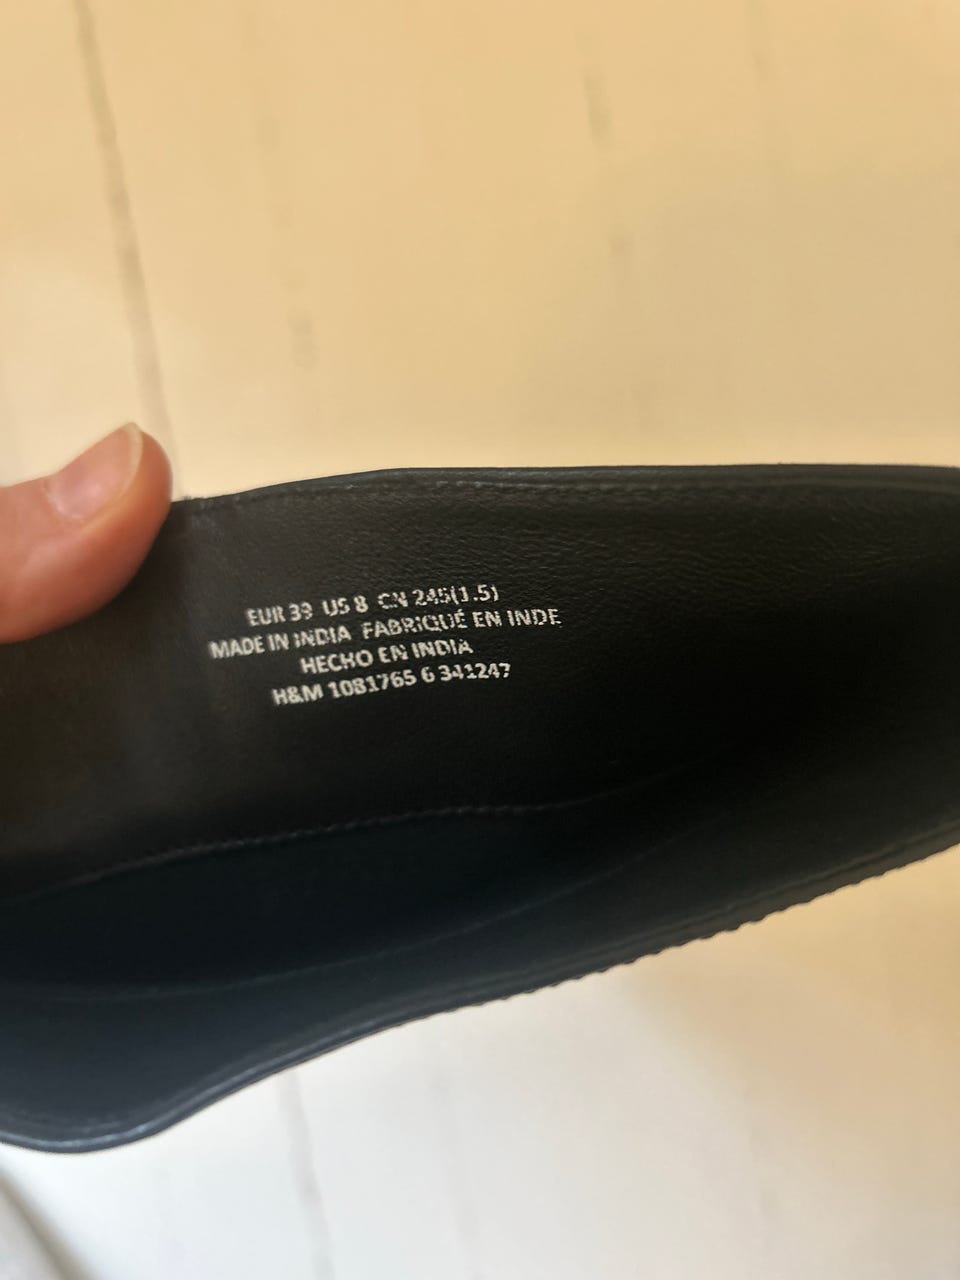 EUR 39 US 8 CN 245(1.5)
MADE IN INDIA FABRIQUÉ EN INDE
HECHO EN INDIA
H&M 1081765 6 341247